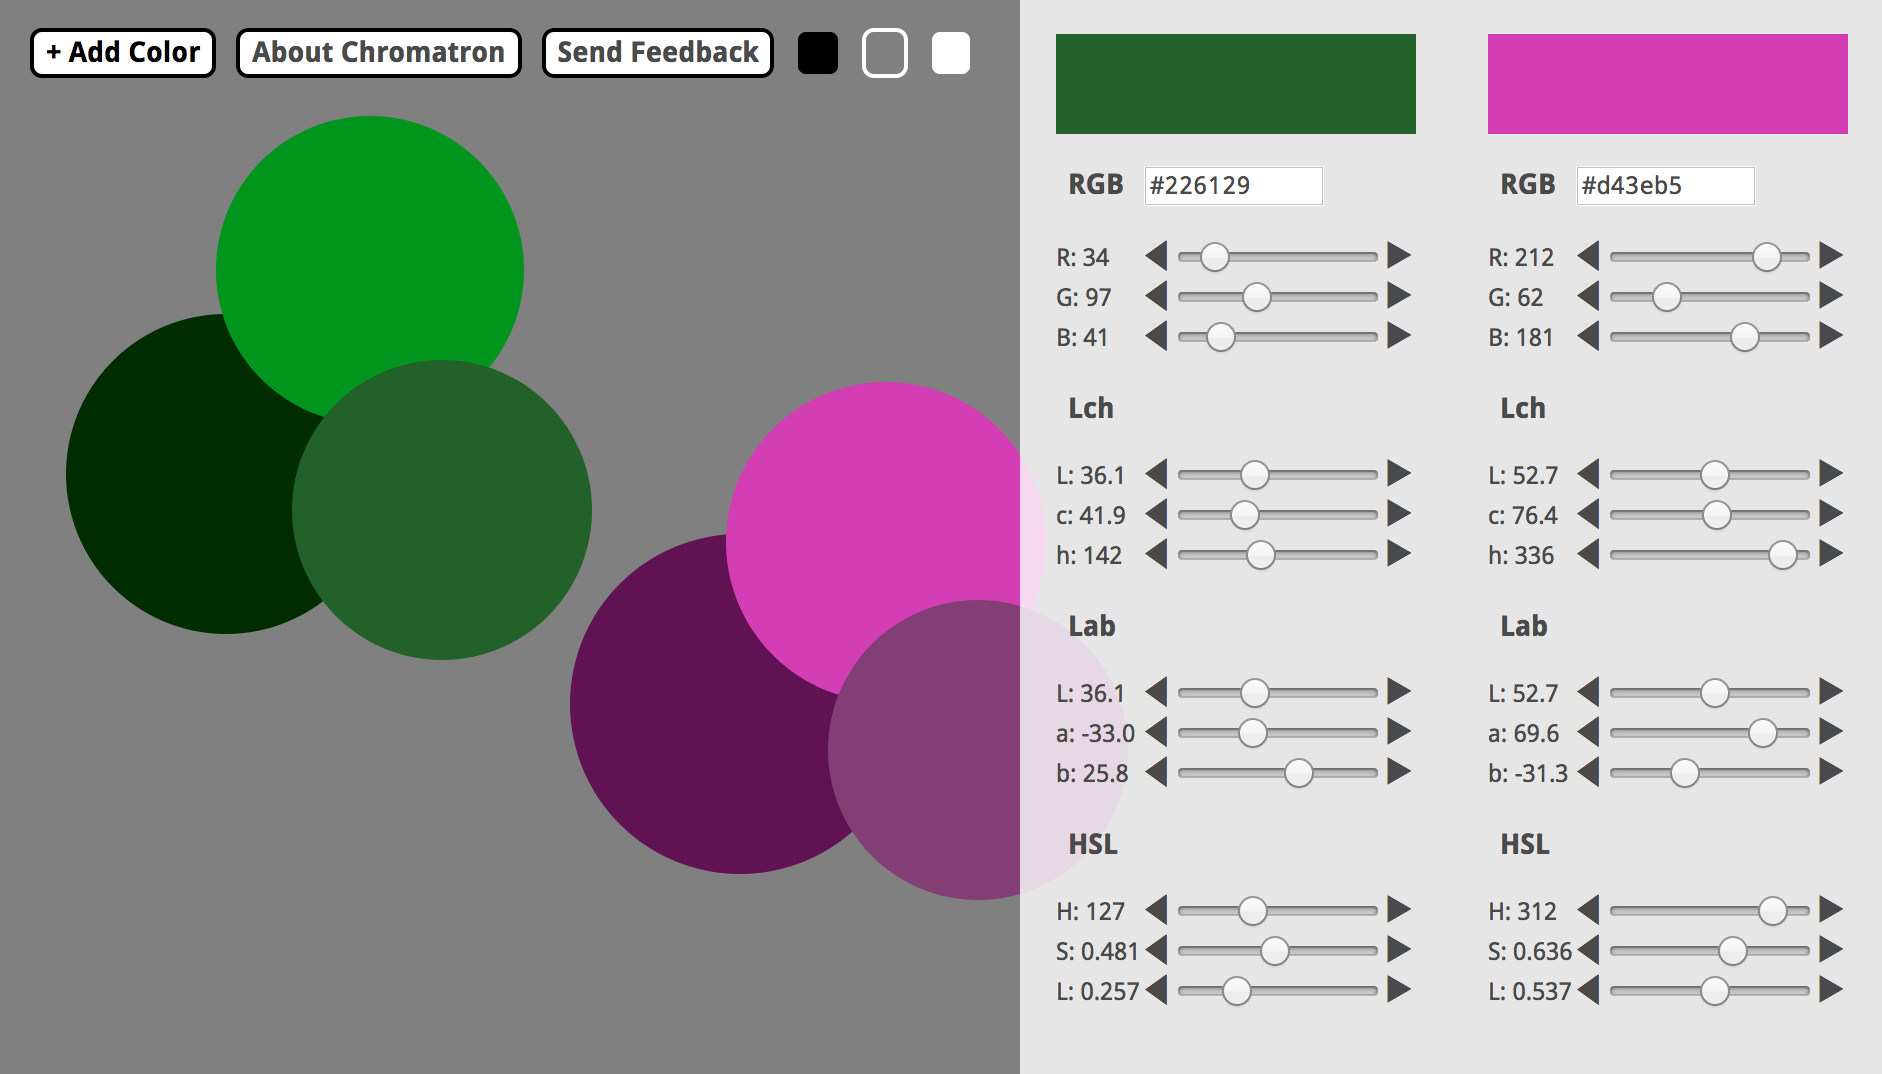 + Add Color
About Chromatron
Send Feedback
RGB #226129
R: 34
G: 97
B: 41
Lch
L: 36.1
c: 41.9
h: 142
Lab
L: 36.1
a: -33.0
b: 25.8
HSL
H: 127
S: 0.481
L: 0.257
RGB #d43eb5
R: 212
G: 62
B: 181
Lch
L: 52.7
c: 76.4
h: 336
Lab
L: 52.7
a: 69.6
b: -31.3
HSL
H: 312
S: 0.636
L: 0.537